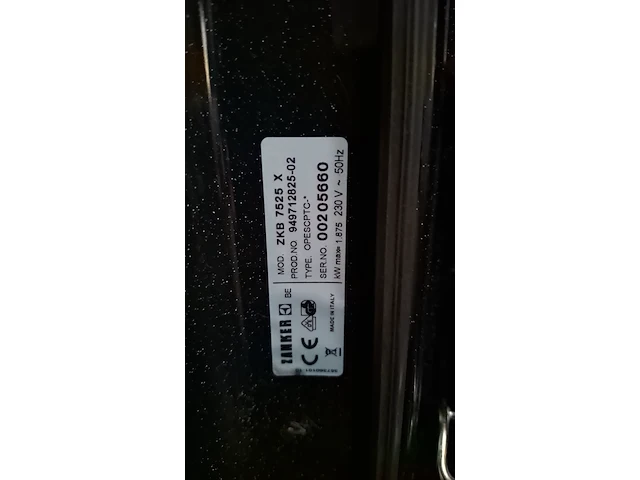 MOD. ZKB 7525 X
PROD.NO. 949712825-02
TYPE. OPESCPTC-*
SER.NO. 00205660
kW max= 1.875 230 V ~ 50Hz
ZANKER BE
CE
MADE IN ITALY